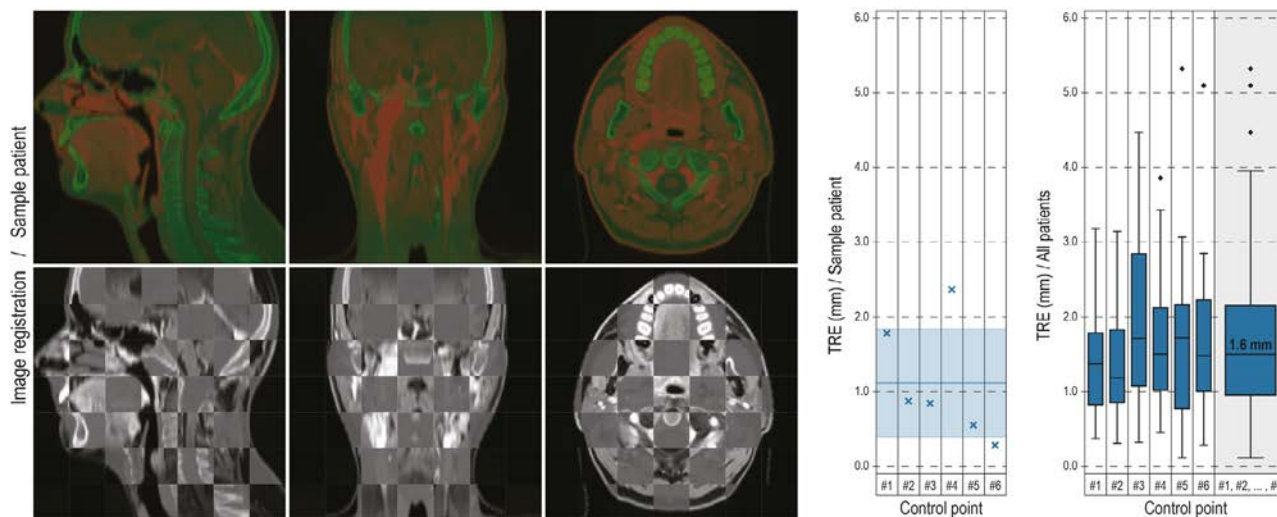 Image registration / Sample patient
TRE (mm) / Sample patient
6.0
5.0
4.0
3.0
2.0
1.0
0.0
#1 #2 #3 #4 #5 #6
Control point
TRE (mm) / All patients
6.0
5.0
4.0
3.0
2.0
1.0
0.0
1.6 mm
#1 #2 #3 #4 #5 #6 #1, #2, ... , #
Control point